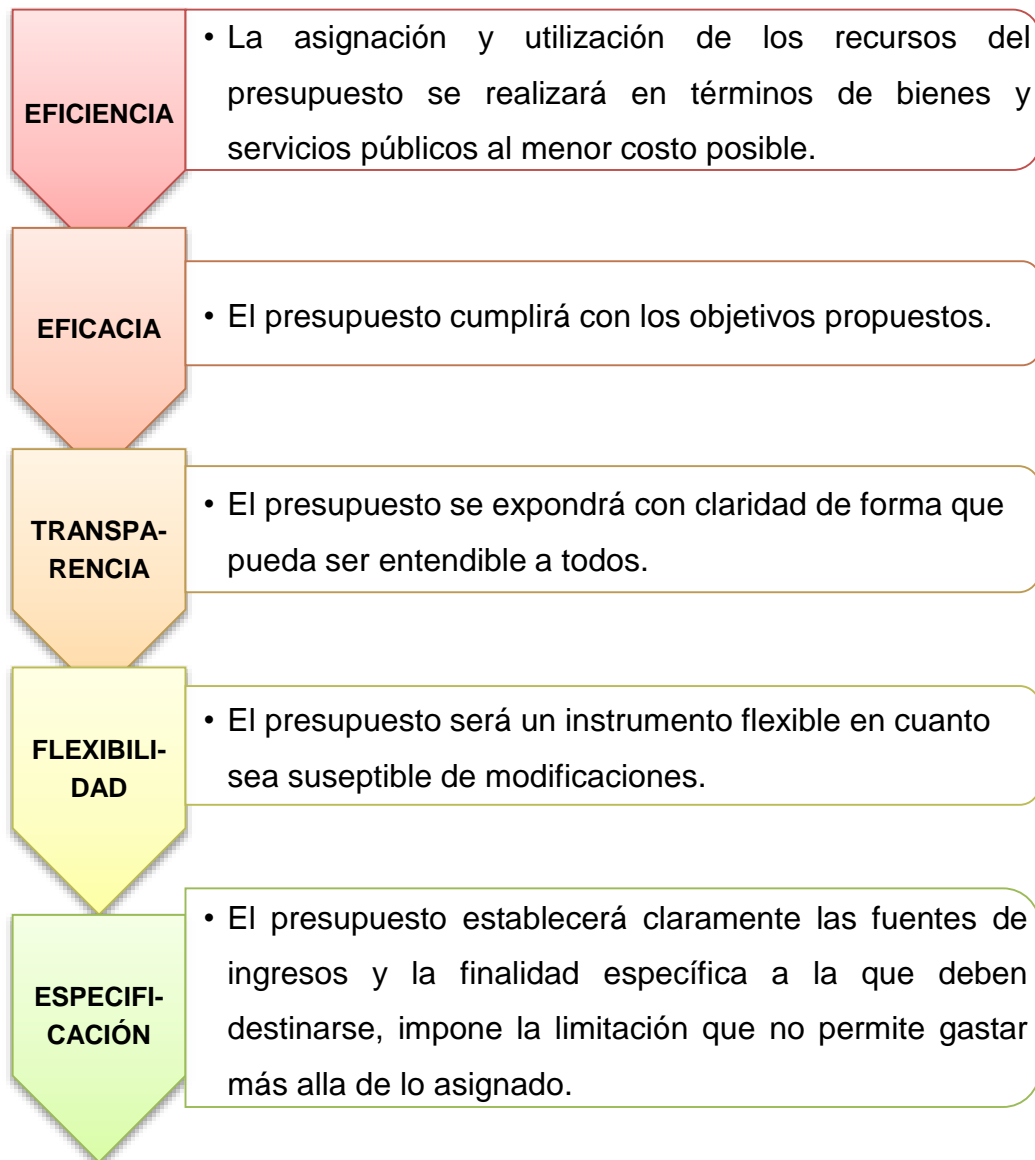 EFICIENCIA
• La asignación y utilización de los recursos del
presupuesto se realizará en términos de bienes y
servicios públicos al menor costo posible.
EFICACIA
• El presupuesto cumplirá con los objetivos propuestos.
TRANSPA-
RENCIA
• El presupuesto se expondrá con claridad de forma que
pueda ser entendible a todos.
FLEXIBILI-
DAD
• El presupuesto será un instrumento flexible en cuanto
sea suseptible de modificaciones.
ESPECIFI-
CACIÓN
• El presupuesto establecerá claramente las fuentes de
ingresos y la finalidad específica a la que deben
destinarse, impone la limitación que no permite gastar
más alla de lo asignado.